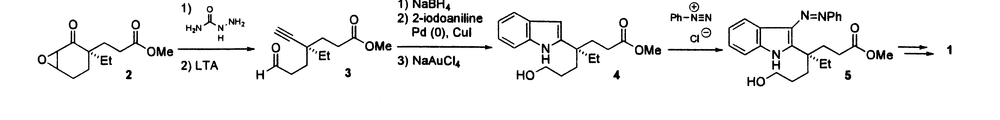 1)
O
H2N N NH2
H
2) LTA
O
O
OMe
O
Et
2
O
OMe
O
Et
H
3
1) NaBH4
2) 2-iodoaniline
Pd (0), CuI
3) NaAuCl4
O
OMe
N
H
Et
HO
4
⊕
Ph-N≡N
Cl ⊖
N=NPh
O
OMe
N
H
Et
HO
5
1